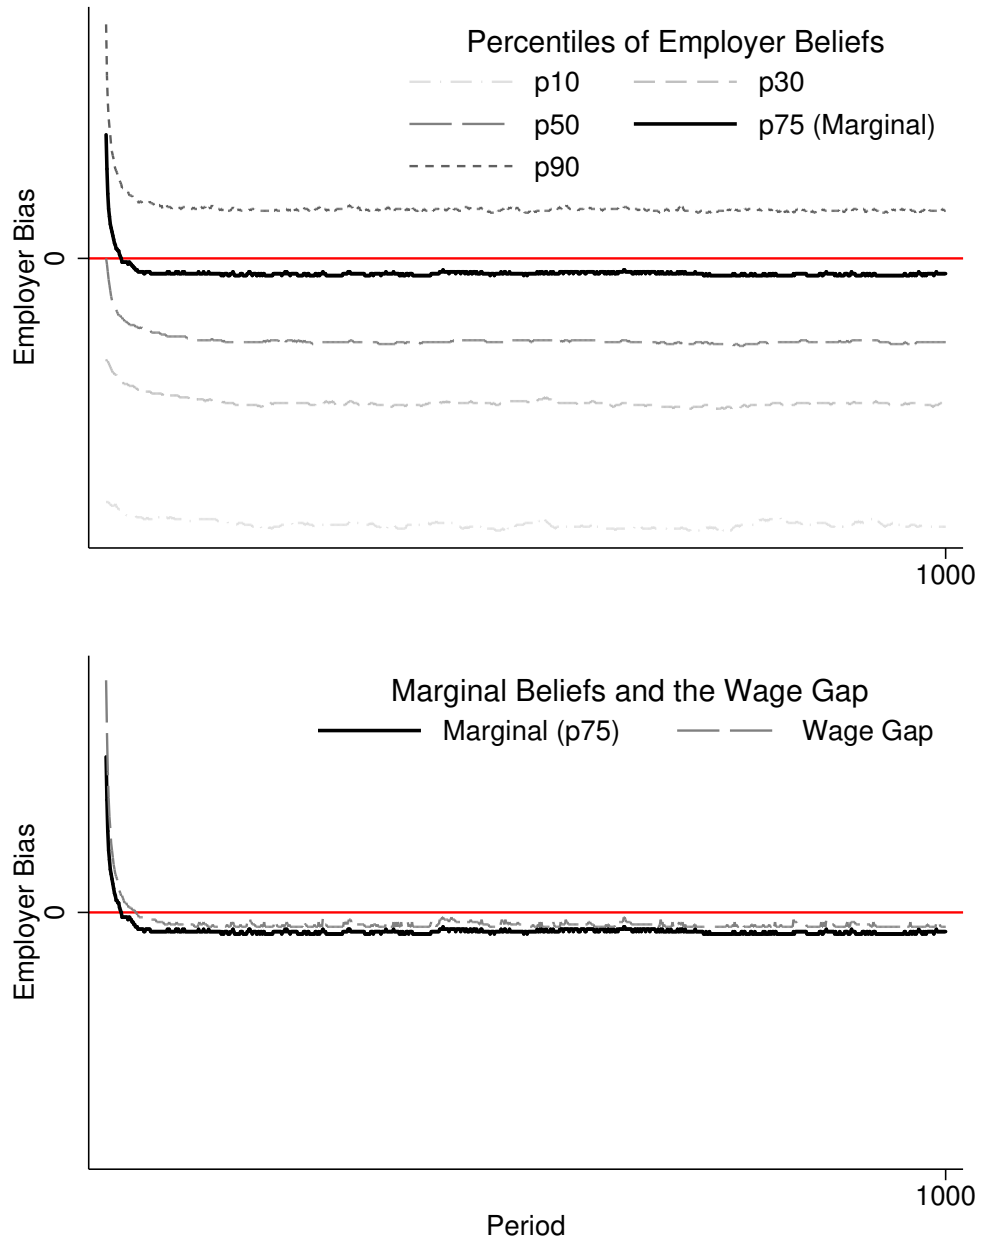 Percentiles of Employer Beliefs
p10
p30
p50
p75 (Marginal)
p90
Employer Bias
0
1000
Marginal Beliefs and the Wage Gap
Marginal (p75)
Wage Gap
Employer Bias
0
1000
Period